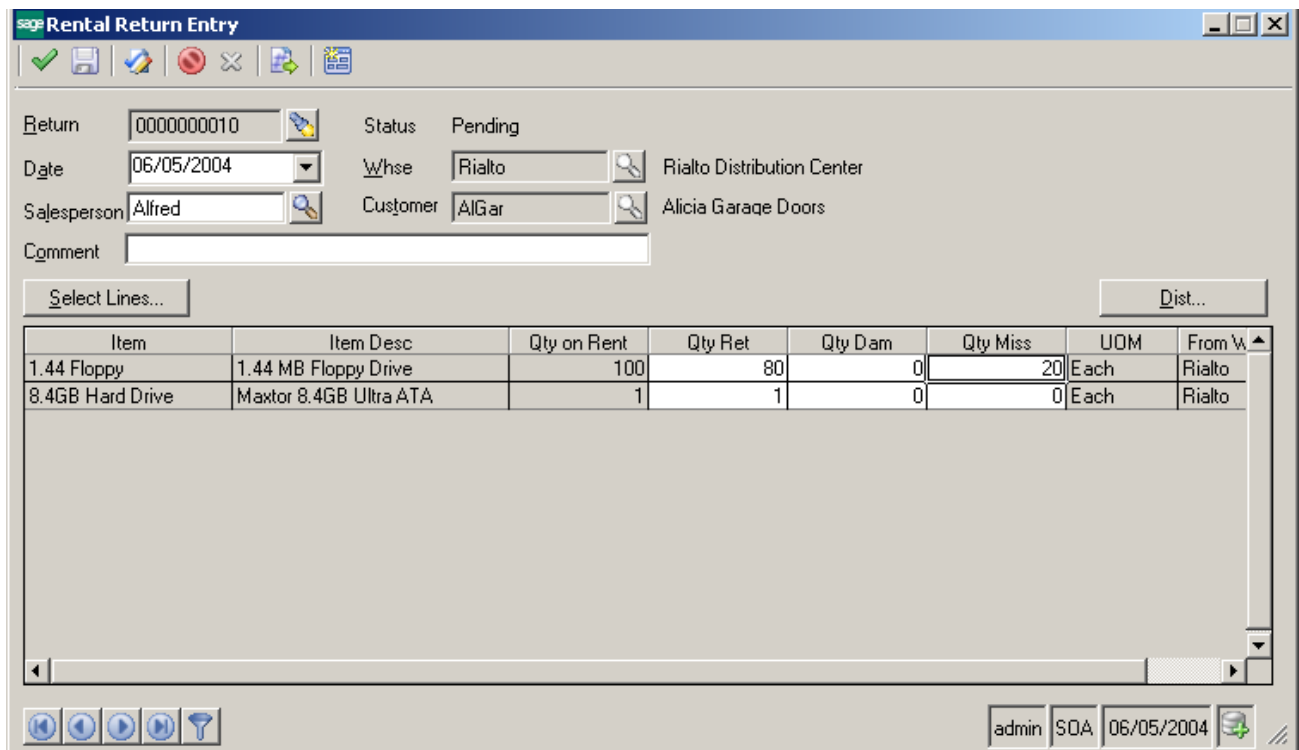 sage Rental Return Entry
Return 0000000010 Status Pending
Date 06/05/2004 Whse Rialto Rialto Distribution Center
Salesperson Alfred Customer AlGar Alicia Garage Doors
Comment
Select Lines... Dist...
Item Item Desc Qty on Rent Qty Ret Qty Dam Qty Miss UOM From
1.44 Floppy 1.44 MB Floppy Drive 100 80 0 20 Each Rialto
8.4GB Hard Drive Maxtor 8.4GB Ultra ATA 1 1 0 0 Each Rialto
admin SOA 06/05/2004